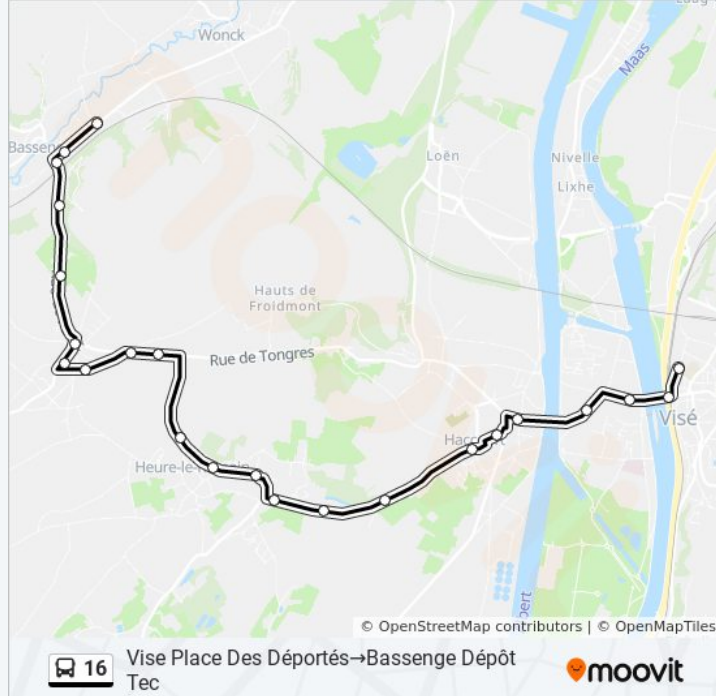 Wonck
Maas
Bassen
Loën
Nivelle
Lixhe
Hauts de
Froidmont
Rue de Tongres
Visé
Hacco
Heure-le-
© OpenStreetMap contributors | © OpenMapTiles
16
Vise Place Des Déportés→Bassenge Dépôt
Tec
moovit